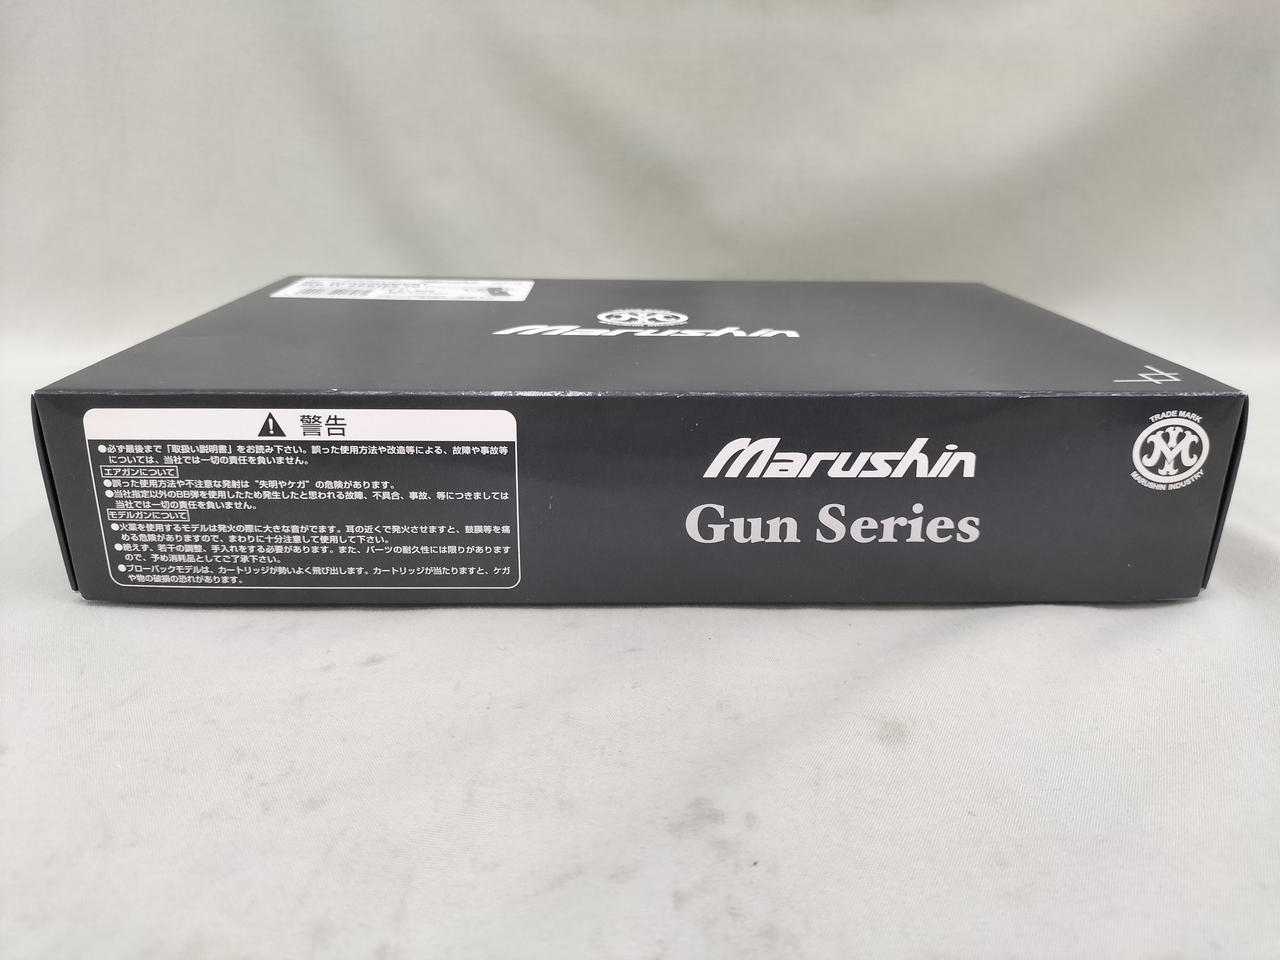 Marushin
警告
●必ず最後まで「取扱い説明書」をお読み下さい。誤った使用方法や改造等による、故障や事故等
については、当社では一切の責任を負いません。
エアガンについて
●誤った使用方法や不注意な発射は“失明やケガ”の危険があります。
●当社指定以外のBB弾を使用したため発生したと思われる故障、不具合、事故、等につきましては
当社では一切の責任を負いません。
モデルガンについて
●火薬を使用するモデルは発火の際に大きな音がでます。耳の近くで発火させますと、鼓膜等を痛
める危険がありますので、まわりに十分注意して使用して下さい。
●絶えず、若干の調整、手入れをする必要があります。また、パーツの耐久性には限りがあります
ので、予め消耗品としてご了承下さい。
●ブローバックモデルは、カートリッジが勢いよく飛び出します。カートリッジが当たりますと、ケガ
や物の破損の恐れがあります。
Marushin
Gun Series
TRADE MARK
MARUSHIN INDUSTRY